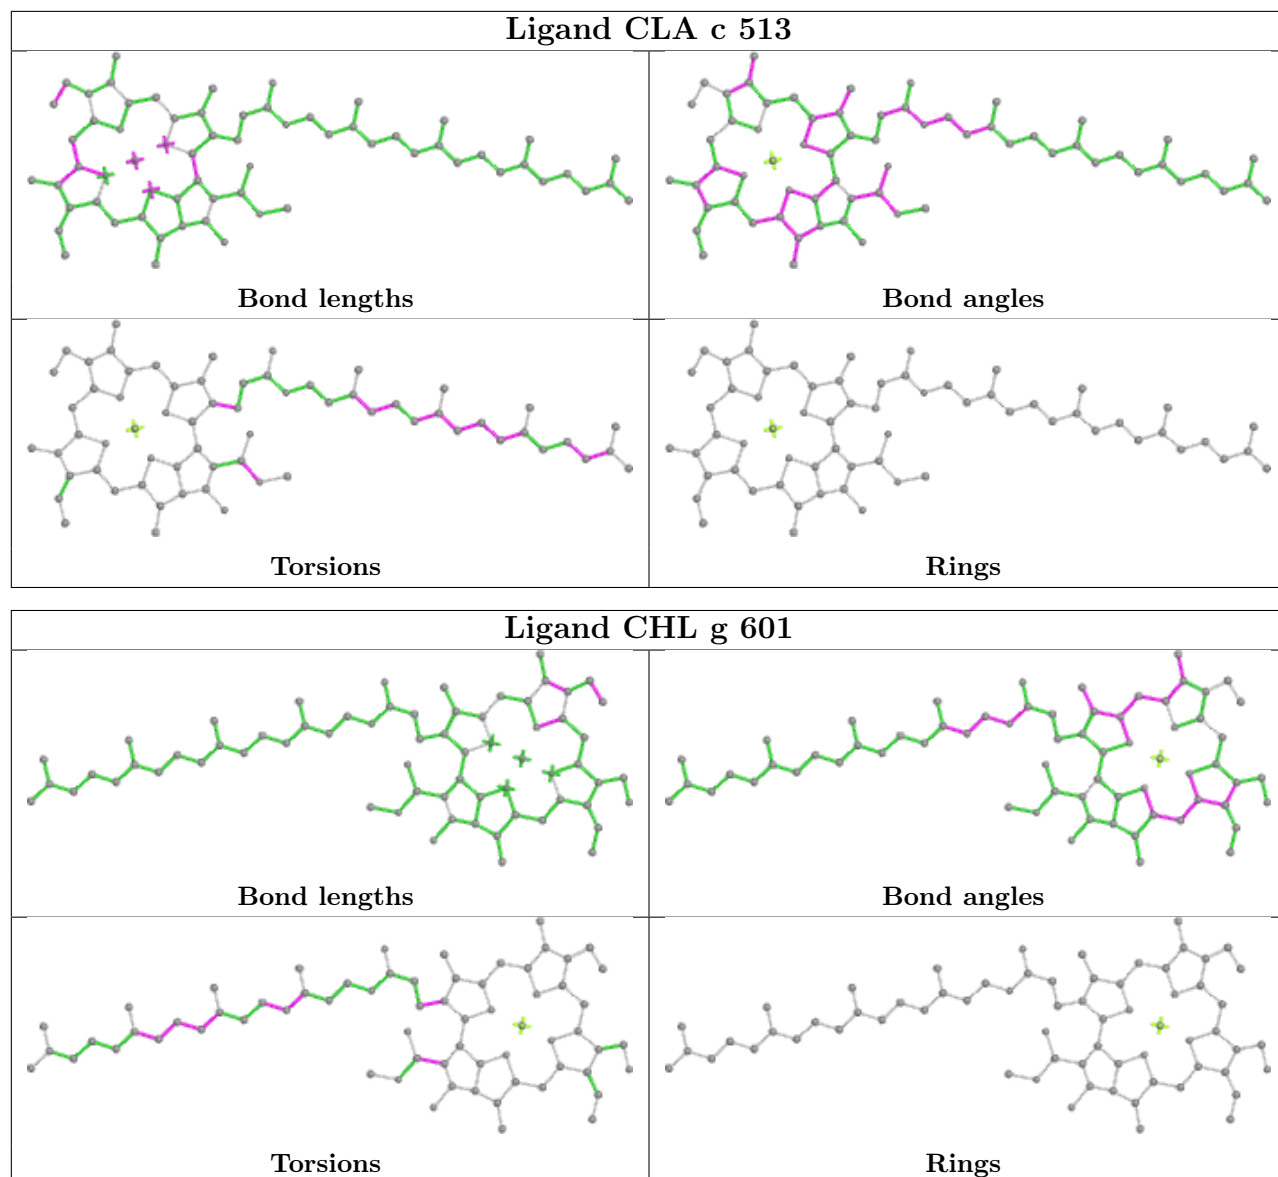 Ligand CLA c 513
Bond lengths
Bond angles
Torsions
Rings
Ligand CHL g 601
Bond lengths
Bond angles
Torsions
Rings